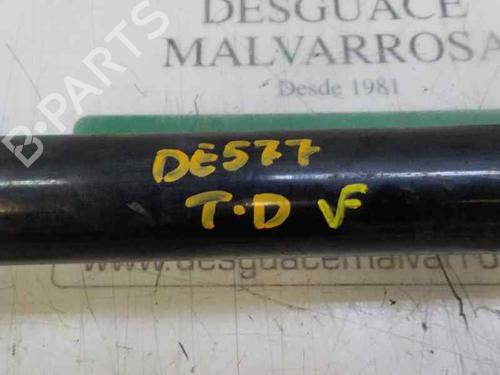 DESGUACE
MALVARROSA
Desde 1981
B-PARTS
DE577
T.D VF
www.desguacemalvarro